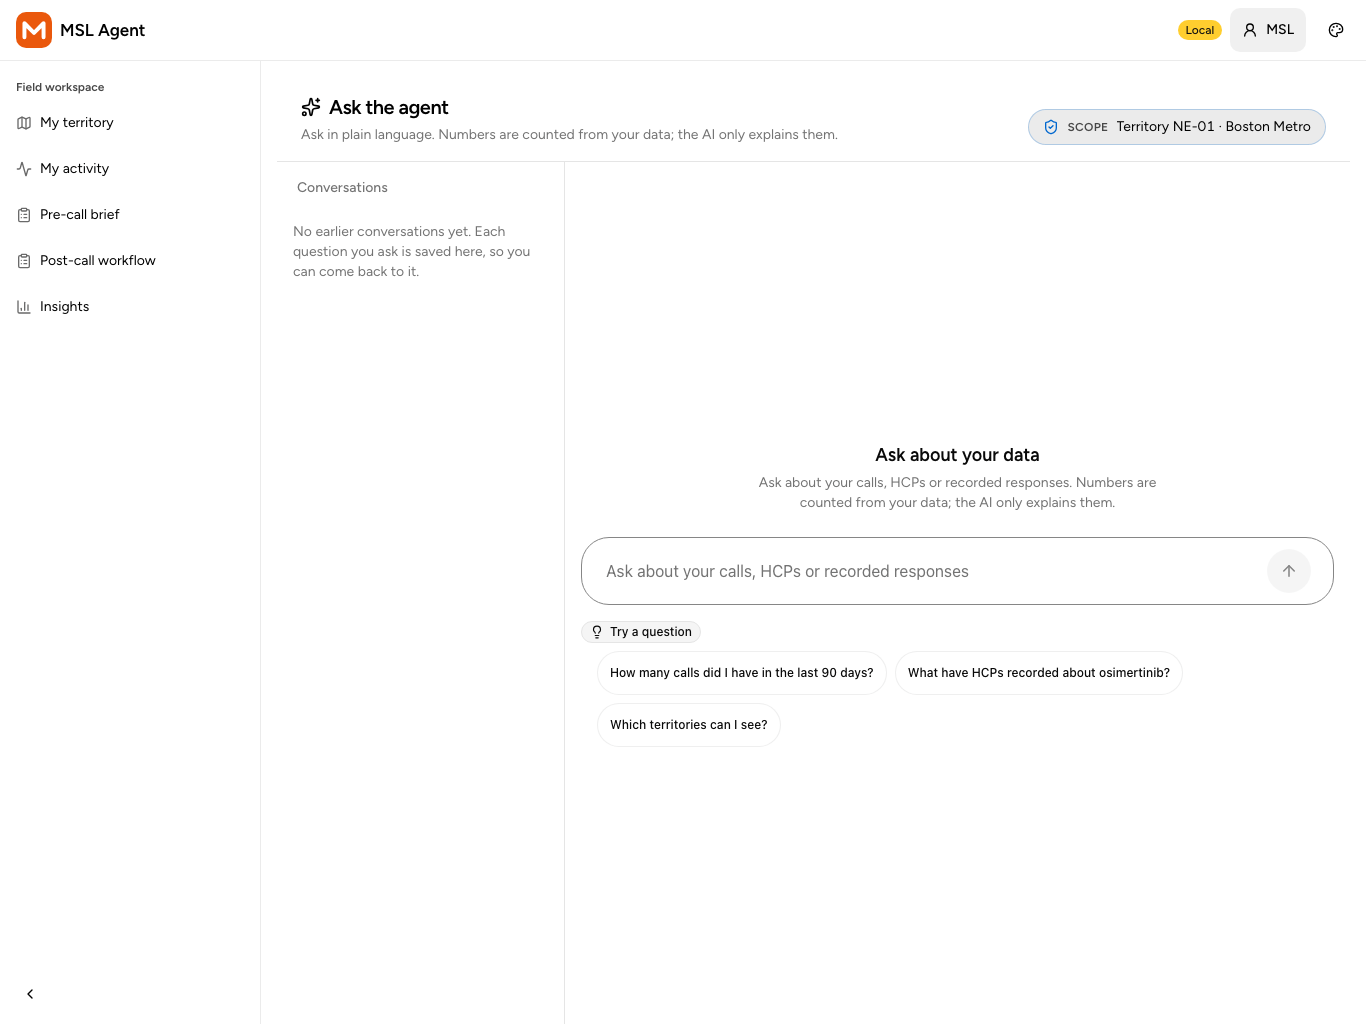 MSL Agent
Local
MSL
Field workspace
My territory
My activity
Pre-call brief
Post-call workflow
Insights
Ask the agent
Ask in plain language. Numbers are counted from your data; the AI only explains them.
SCOPE Territory NE-01 · Boston Metro
Conversations
No earlier conversations yet. Each
question you ask is saved here, so you
can come back to it.
Ask about your data
Ask about your calls, HCPs or recorded responses. Numbers are
counted from your data; the AI only explains them.
Ask about your calls, HCPs or recorded responses
Try a question
How many calls did I have in the last 90 days?
What have HCPs recorded about osimertinib?
Which territories can I see?